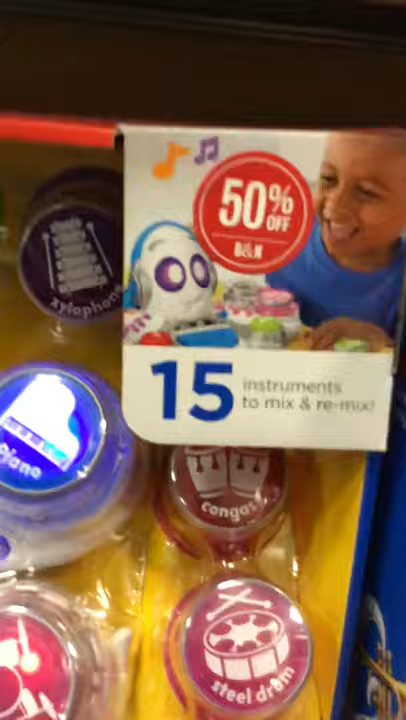 50%
OFF
B&N
xylophone
15 instruments
to mix & re-mix!
piano
congas
steel drum